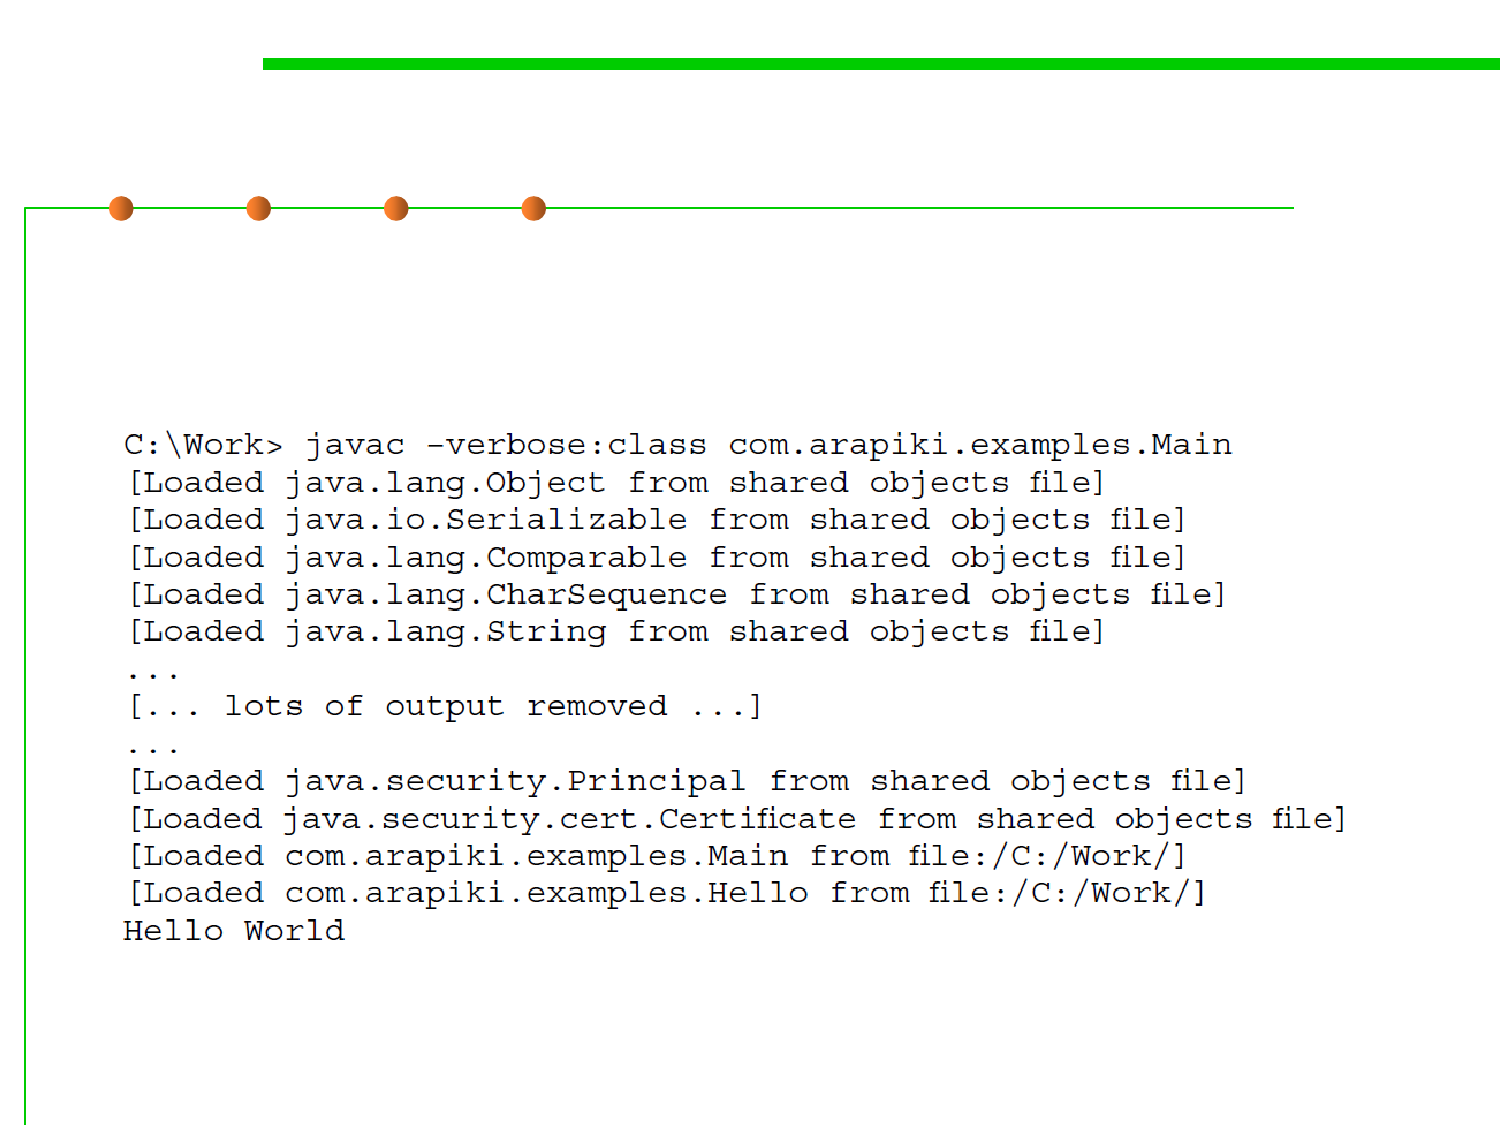 C:\Work> javac –verbose:class com.arapiki.examples.Main
[Loaded java.lang.Object from shared objects file]
[Loaded java.io.Serializable from shared objects file]
[Loaded java.lang.Comparable from shared objects file]
[Loaded java.lang.CharSequence from shared objects file]
[Loaded java.lang.String from shared objects file]
...
[... lots of output removed ...]
...
[Loaded java.security.Principal from shared objects file]
[Loaded java.security.cert.Certificate from shared objects file]
[Loaded com.arapiki.examples.Main from file:/C:/Work/]
[Loaded com.arapiki.examples.Hello from file:/C:/Work/]
Hello World